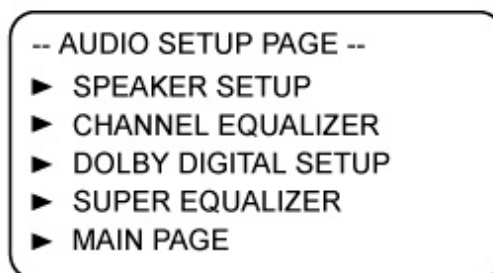 -- AUDIO SETUP PAGE --
► SPEAKER SETUP
► CHANNEL EQUALIZER
► DOLBY DIGITAL SETUP
► SUPER EQUALIZER
► MAIN PAGE